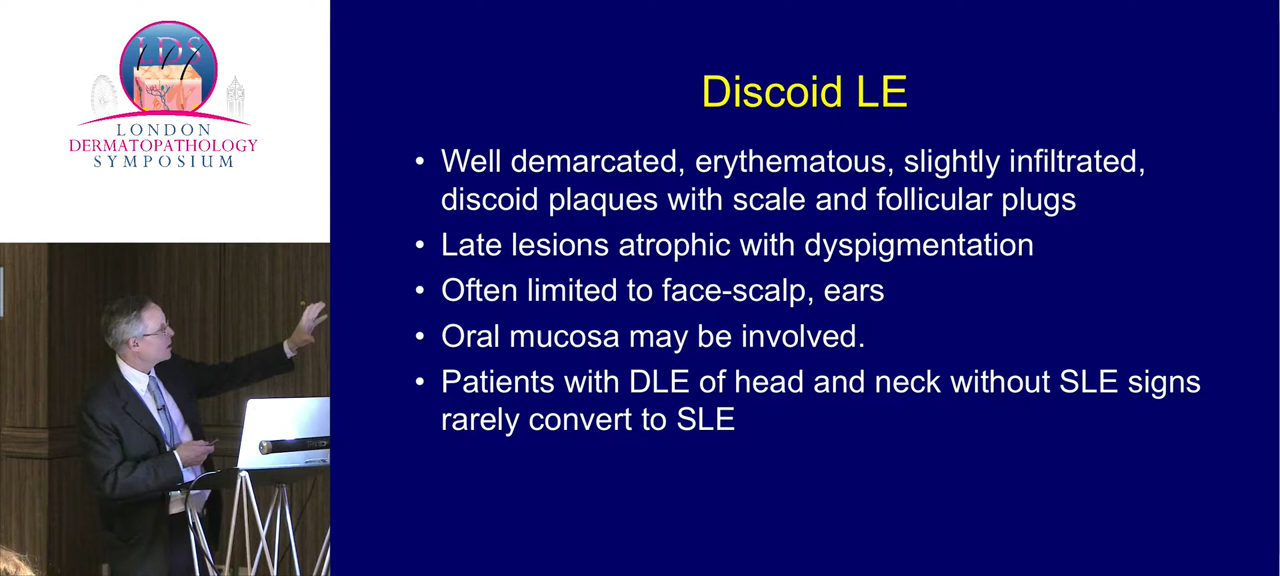 LDS
LONDON
DERMATOPATHOLOGY
SYMPOSIUM
Discoid LE
• Well demarcated, erythematous, slightly infiltrated,
discoid plaques with scale and follicular plugs
• Late lesions atrophic with dyspigmentation
• Often limited to face-scalp, ears
• Oral mucosa may be involved.
• Patients with DLE of head and neck without SLE signs
rarely convert to SLE